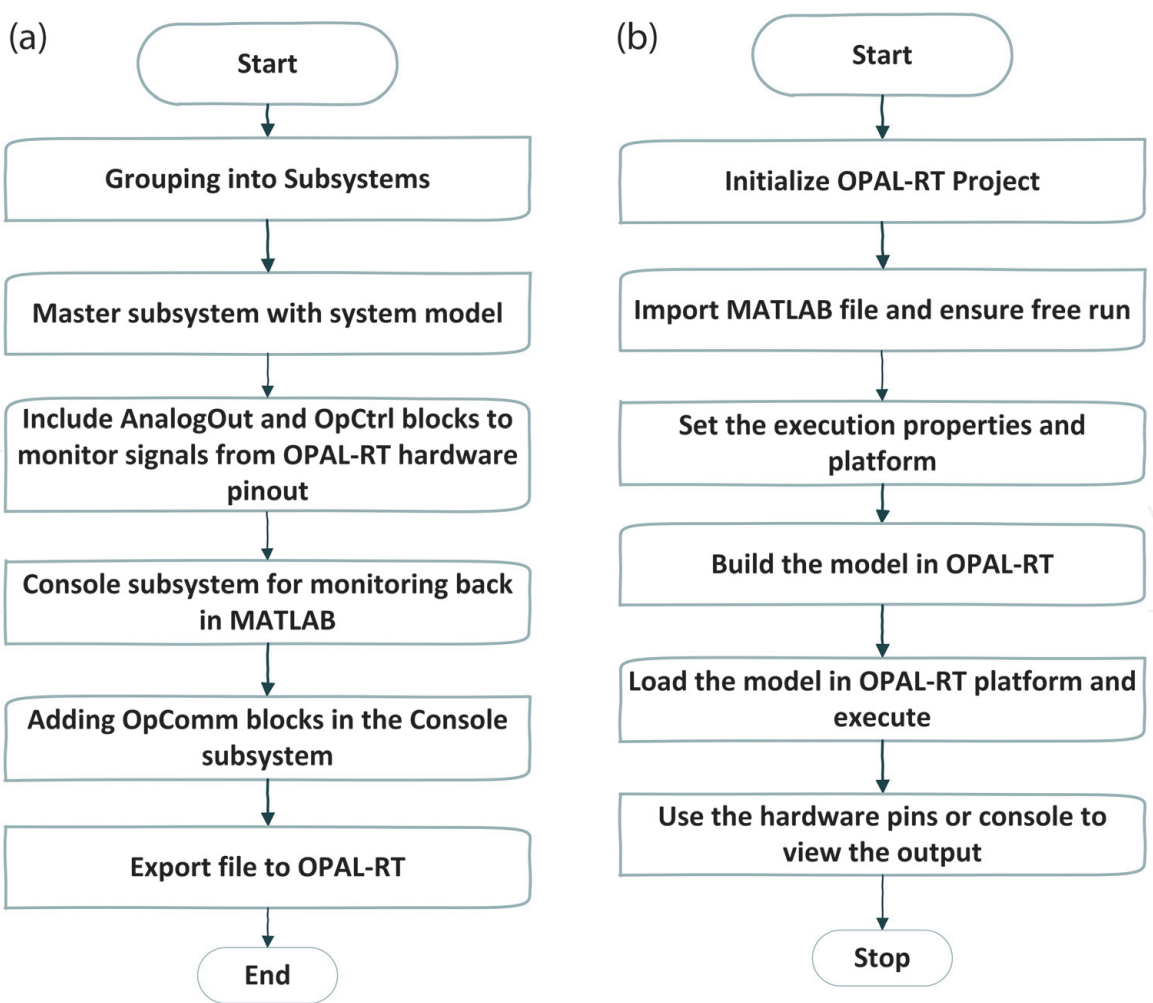 (a)
Start
Grouping into Subsystems
Master subsystem with system model
Include AnalogOut and OpCtrl blocks to
monitor signals from OPAL-RT hardware
pinout
Console subsystem for monitoring back
in MATLAB
Adding OpComm blocks in the Console
subsystem
Export file to OPAL-RT
End
(b)
Start
Initialize OPAL-RT Project
Import MATLAB file and ensure free run
Set the execution properties and
platform
Build the model in OPAL-RT
Load the model in OPAL-RT platform and
execute
Use the hardware pins or console to
view the output
Stop